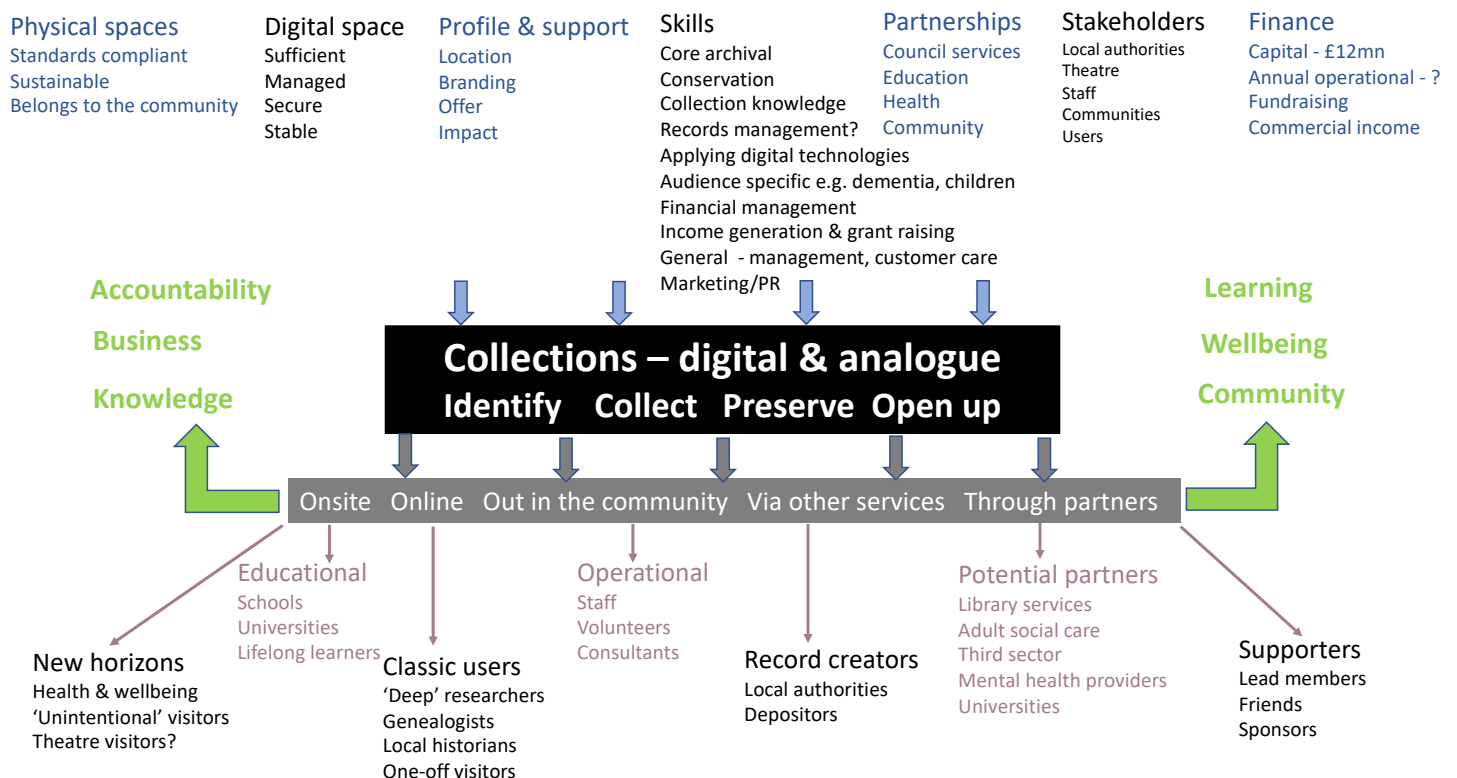 Physical spaces
Standards compliant
Sustainable
Belongs to the community
Digital space
Sufficient
Managed
Secure
Stable
Profile & support
Location
Branding
Offer
Impact
Skills
Core archival
Conservation
Collection knowledge
Records management?
Applying digital technologies
Audience specific e.g. dementia, children
Financial management
Income generation & grant raising
General - management, customer care
Marketing/PR
Partnerships
Council services
Education
Health
Community
Stakeholders
Local authorities
Theatre
Staff
Communities
Users
Finance
Capital - £12mn
Annual operational - ?
Fundraising
Commercial income
Accountability
Business
Knowledge
Learning
Wellbeing
Community
Collections – digital & analogue
Identify Collect Preserve Open up
Onsite Online Out in the community Via other services Through partners
New horizons
Health & wellbeing
‘Unintentional’ visitors
Theatre visitors?
Educational
Schools
Universities
Lifelong learners
Classic users
‘Deep’ researchers
Genealogists
Local historians
One-off visitors
Operational
Staff
Volunteers
Consultants
Record creators
Local authorities
Depositors
Potential partners
Library services
Adult social care
Third sector
Mental health providers
Universities
Supporters
Lead members
Friends
Sponsors